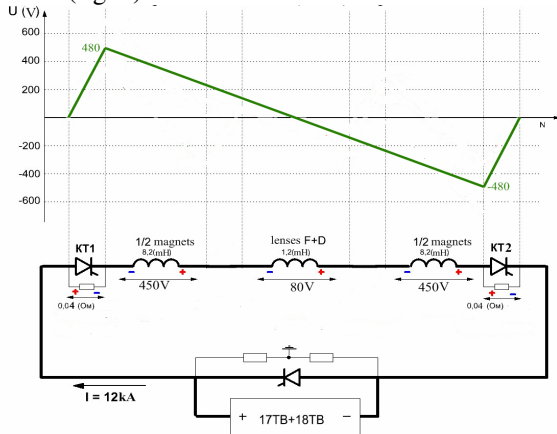 U (V)
600
480
400
200
0
N
-200
-400
-480
-600
KT1
1/2 magnets
8,2(mH)
lenses F+D
1,2(mH)
1/2 magnets
8,2(mH)
KT2
- +
- +
- +
+ -
450V
80V
450V
+ -
0,04 (Ом)
0,04 (Ом)
I = 12kA
+ 17TB+18TB -